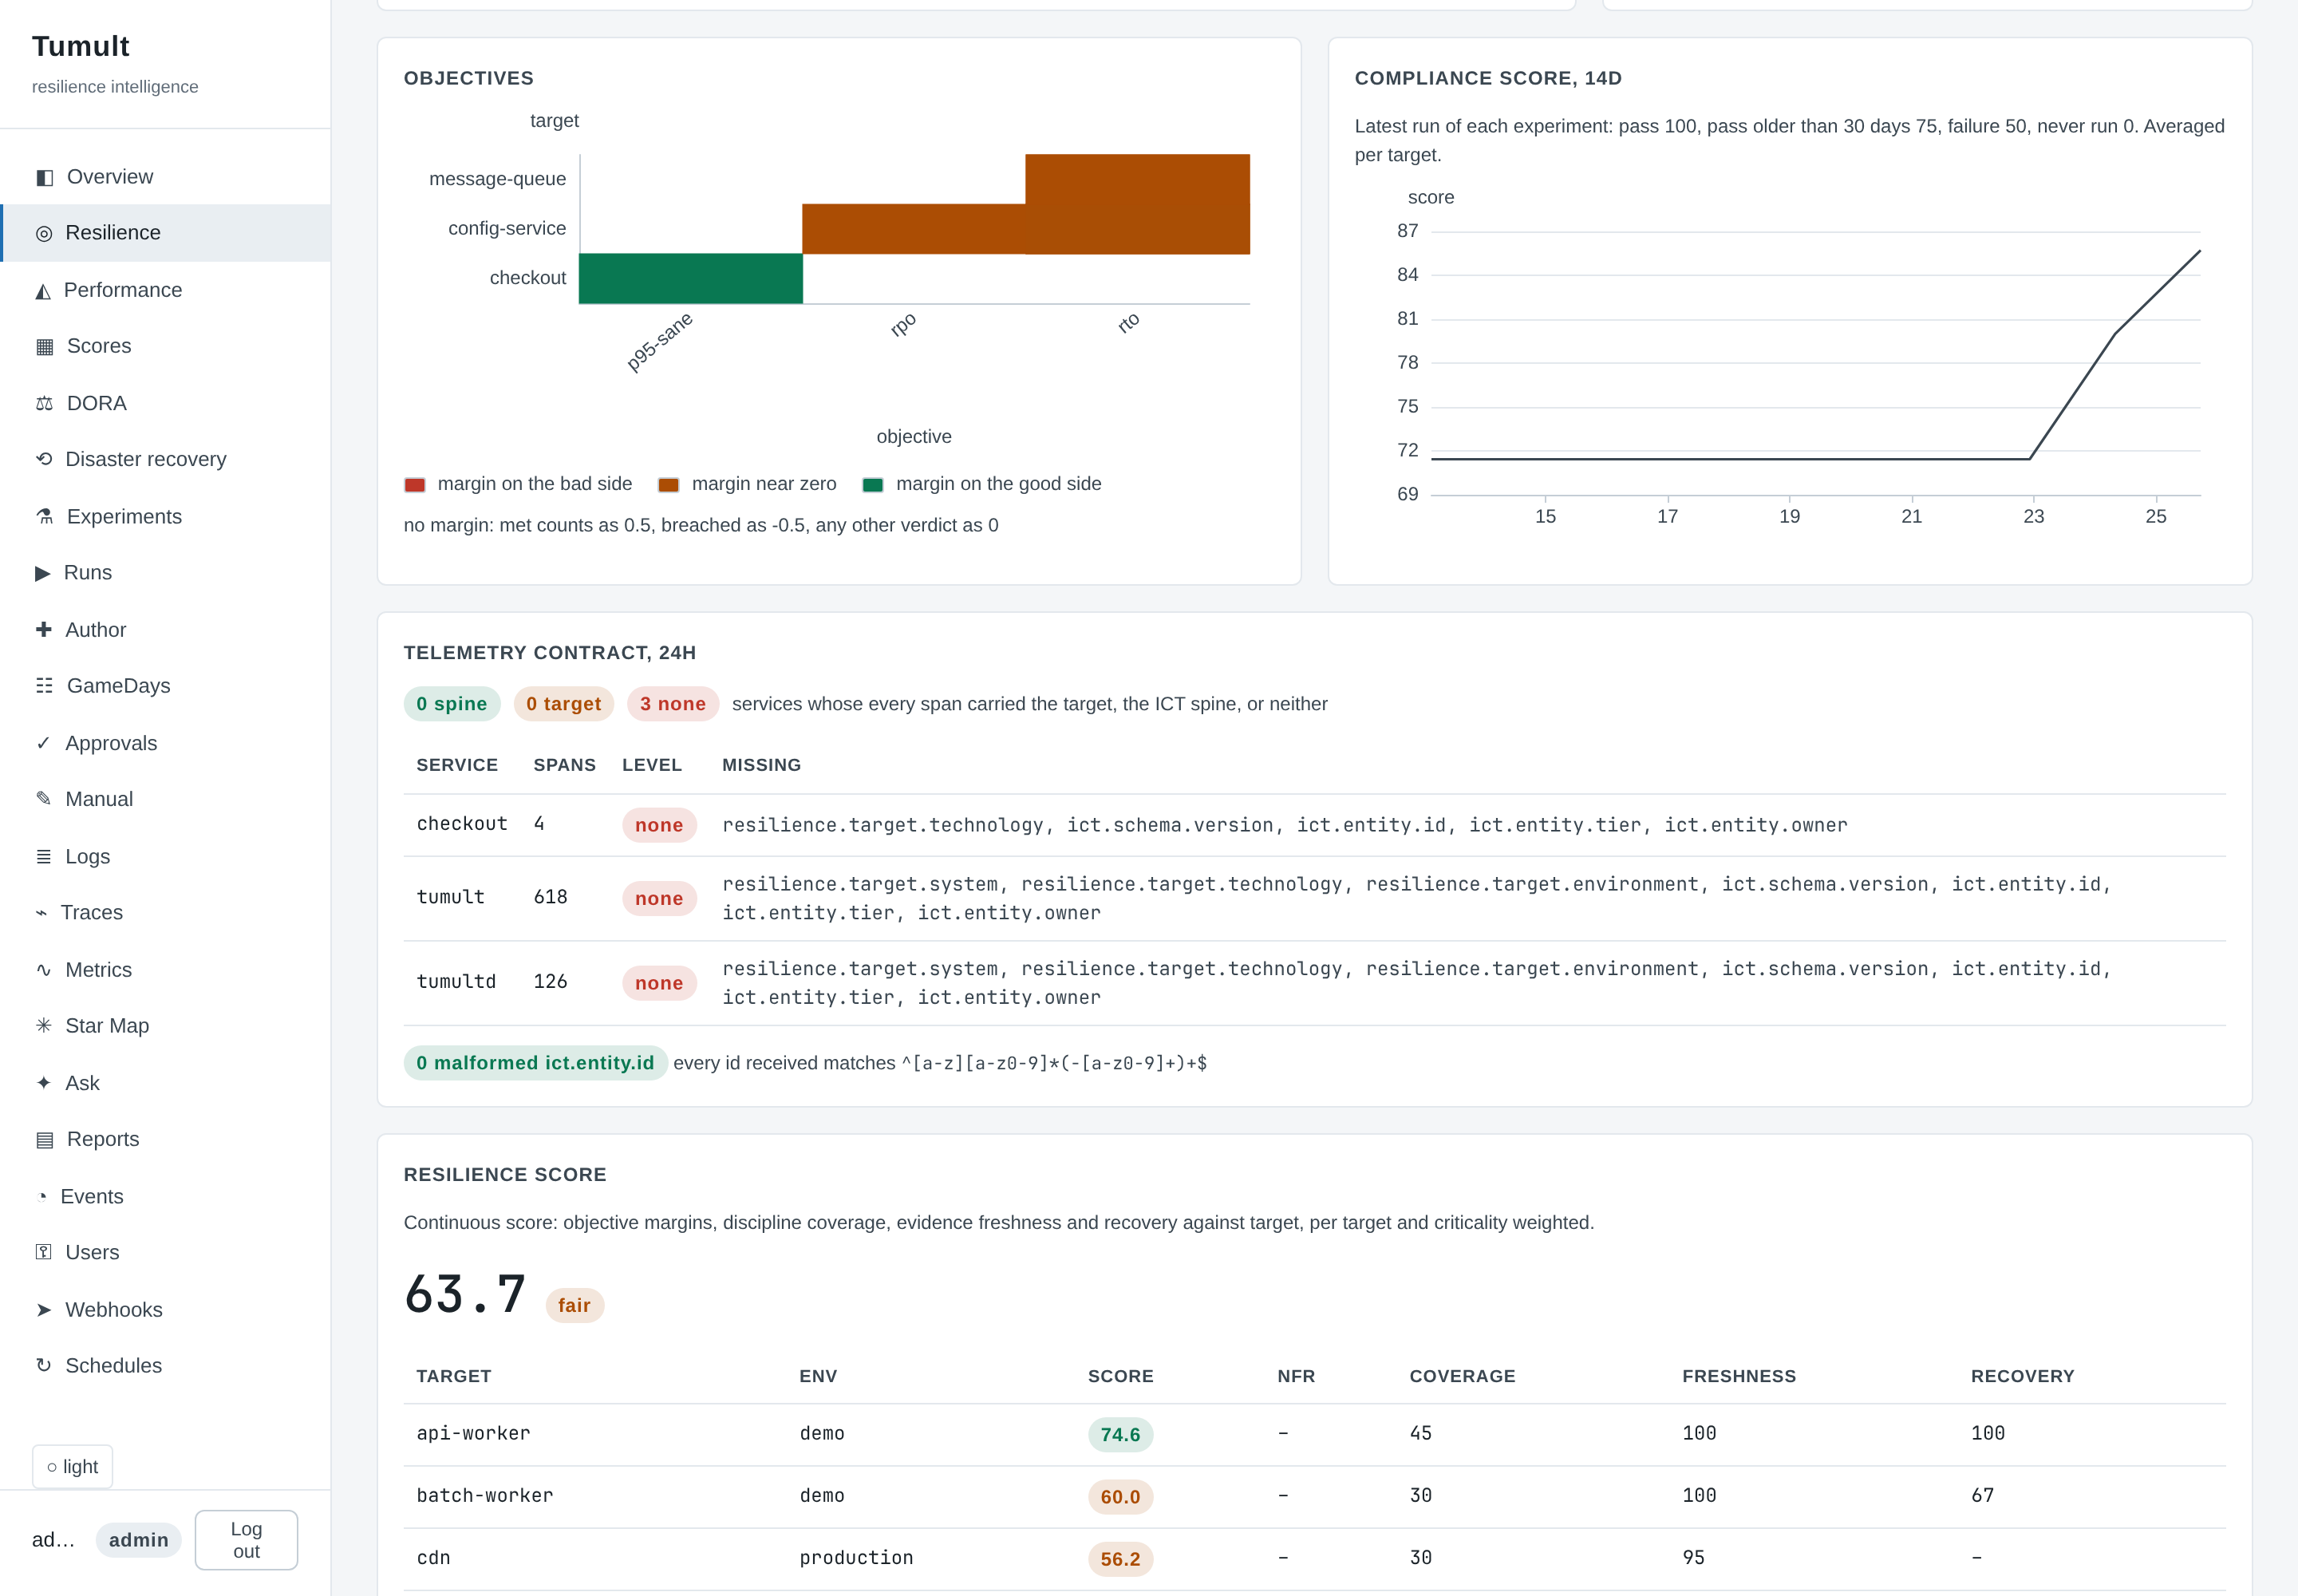 Tumult
resilience intelligence
Overview
Resilience
Performance
Scores
DORA
Disaster recovery
Experiments
Runs
Author
GameDays
Approvals
Manual
Logs
Traces
Metrics
Star Map
Ask
Reports
Events
Users
Webhooks
Schedules
light
ad…
admin
Log
out
OBJECTIVES
target
message-queue
config-service
checkout
p95-sane
rpo
rto
objective
margin on the bad side
margin near zero
margin on the good side
no margin: met counts as 0.5, breached as -0.5, any other verdict as 0
COMPLIANCE SCORE, 14D
Latest run of each experiment: pass 100, pass older than 30 days 75, failure 50, never run 0. Averaged
per target.
score
87
84
81
78
75
72
69
15 17 19 21 23 25
TELEMETRY CONTRACT, 24H
0 spine 0 target 3 none services whose every span carried the target, the ICT spine, or neither
SERVICE SPANS LEVEL MISSING
checkout 4 none resilience.target.technology, ict.schema.version, ict.entity.id, ict.entity.tier, ict.entity.owner
tumult 618 none resilience.target.system, resilience.target.technology, resilience.target.environment, ict.schema.version, ict.entity.id,
ict.entity.tier, ict.entity.owner
tumultd 126 none resilience.target.system, resilience.target.technology, resilience.target.environment, ict.schema.version, ict.entity.id,
ict.entity.tier, ict.entity.owner
0 malformed ict.entity.id every id received matches ^[a-z][a-z0-9]*(-[a-z0-9]+)+$
RESILIENCE SCORE
Continuous score: objective margins, discipline coverage, evidence freshness and recovery against target, per target and criticality weighted.
63.7 fair
TARGET ENV SCORE NFR COVERAGE FRESHNESS RECOVERY
api-worker demo 74.6 – 45 100 100
batch-worker demo 60.0 – 30 100 67
cdn production 56.2 – 30 95 –